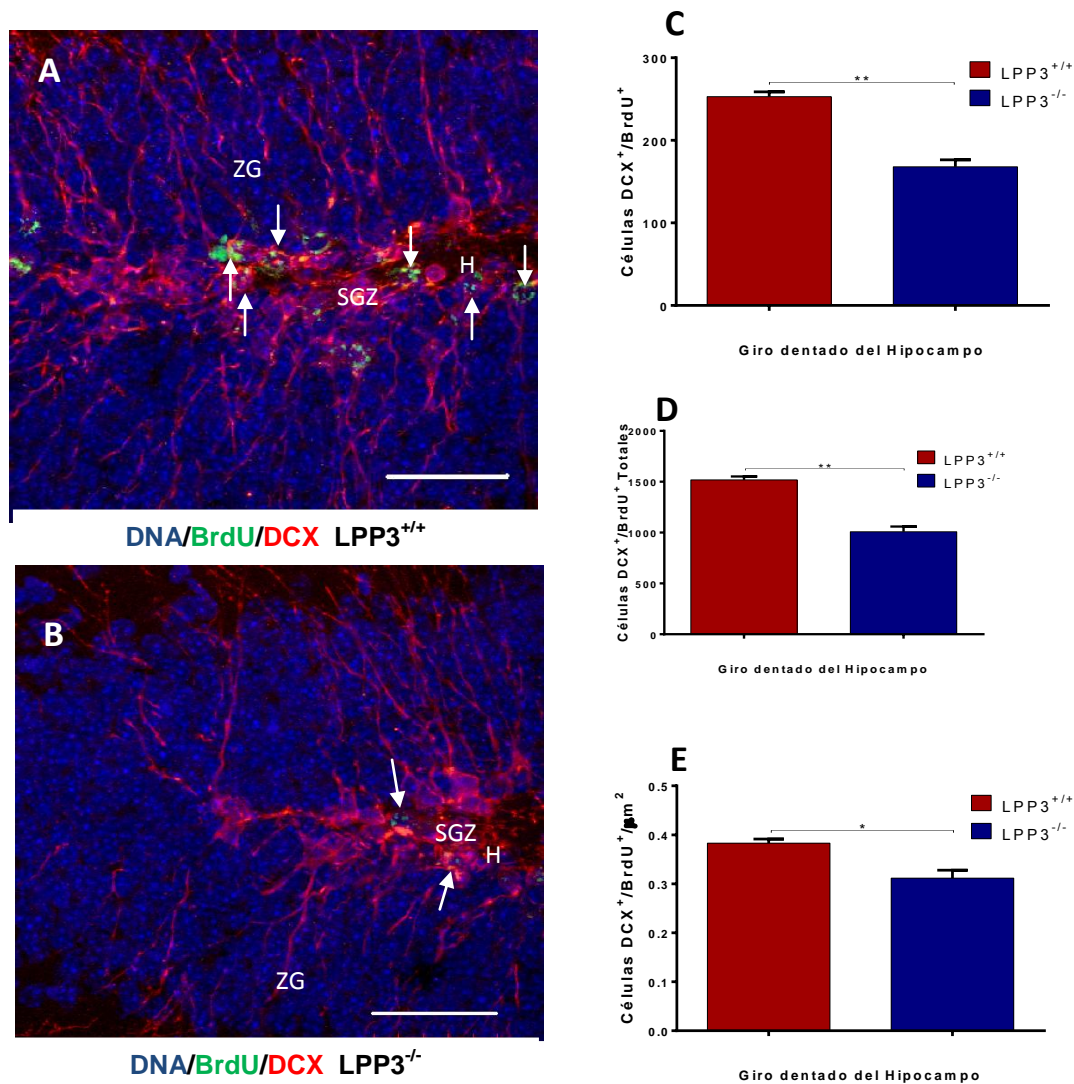 A
ZG
H
SGZ
DNA/BrdU/DCX LPP3+/+
B
SGZ
H
ZG
DNA/BrdU/DCX LPP3-/-
C
Células DCX+/BrdU+
300
200
100
0
**
LPP3+/+
LPP3-/-
Giro dentado del Hipocampo
D
Células DCX+/BrdU+ Totales
2000
1500
1000
500
0
**
LPP3+/+
LPP3-/-
Giro dentado del Hipocampo
E
Células DCX+/BrdU+/µm2
0.5
0.4
0.3
0.2
0.1
0.0
*
LPP3+/+
LPP3-/-
Giro dentado del Hipocampo